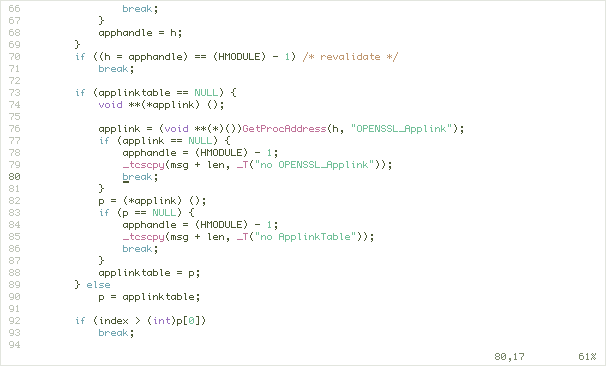 66                 break;
67             }
68             apphandle = h;
69         }
70         if ((h = apphandle) == (HMODULE) - 1) /* revalidate */
71             break;
72
73         if (applinktable == NULL) {
74             void **(*applink) ();
75
76             applink = (void **(*)())GetProcAddress(h, "OPENSSL_Applink");
77             if (applink == NULL) {
78                 apphandle = (HMODULE) - 1;
79                 _tcscpy(msg + len, _T("no OPENSSL_Applink"));
80                 break;
81             }
82             p = (*applink) ();
83             if (p == NULL) {
84                 apphandle = (HMODULE) - 1;
85                 _tcscpy(msg + len, _T("no ApplinkTable"));
86                 break;
87             }
88             applinktable = p;
89         } else
90             p = applinktable;
91
92         if (index > (int)p[0])
93             break;
94
80,17 61%